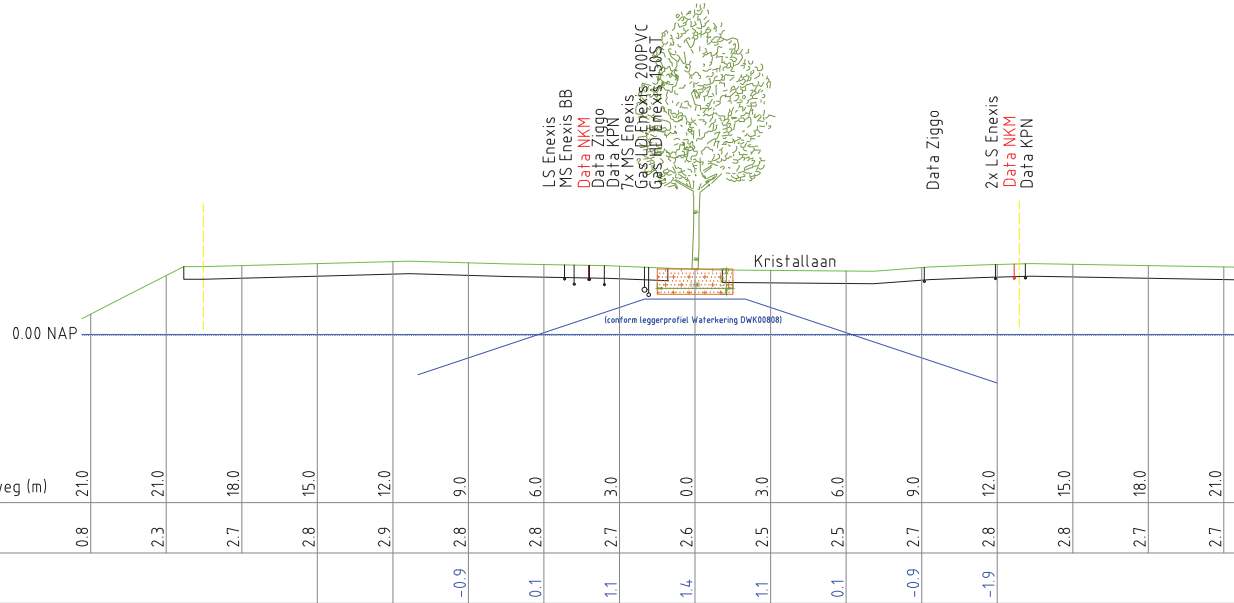 LS Enexis
MS Enexis BB
Data NKM
Data Ziggo
Data KPN
7x MS Enexis
Gas LD Enexis 200PVC
Gas HD Enexis 150ST
Data Ziggo
2x LS Enexis
Data NKM
Data KPN
Kristallaan
(conform leggerprofiel Waterkering DWK00808)
0.00 NAP
weg (m) 21.0 21.0 18.0 15.0 12.0 9.0 6.0 3.0 0.0 3.0 6.0 9.0 12.0 15.0 18.0 21.0
0.8 2.3 2.7 2.8 2.9 2.8 2.8 2.7 2.6 2.5 2.5 2.7 2.8 2.8 2.7 2.7
-0.9 0.1 1.1 1.4 1.1 0.1 -0.9 -1.9